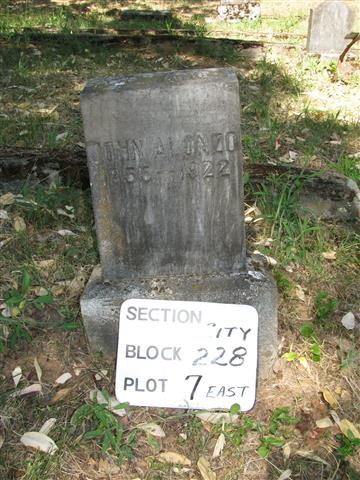 JOHN ALONZO
1922
SECTION CITY
BLOCK 228
PLOT 7 EAST